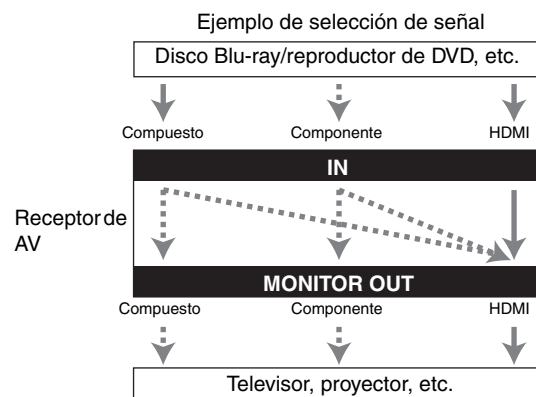 Ejemplo de selección de señal
Disco Blu-ray/reproductor de DVD, etc.
Compuesto Componente HDMI
IN
Receptor de
AV
MONITOR OUT
Compuesto Componente HDMI
Televisor, proyector, etc.